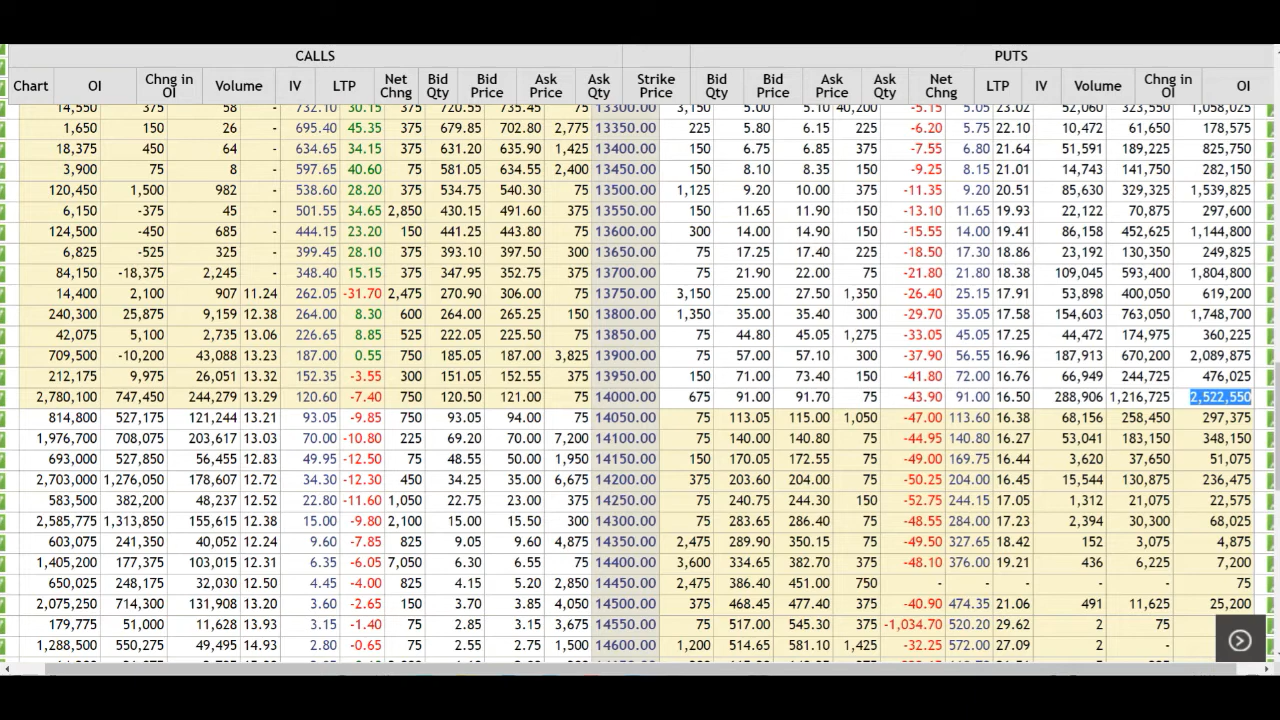 CALLS PUTS
Chart OI Chng in OI Volume IV LTP Net Chng Bid Qty Bid Price Ask Price Ask Qty Strike Price Bid Qty Bid Price Ask Price Ask Qty Net Chng LTP IV Volume Chng in OI OI
14,550 375 58 - 732.10 30.15 375 720.55 735.45 75 13300.00 3,150 5.00 5.10 40,200 -5.15 5.05 23.02 52,060 323,550 1,058,025
1,650 150 26 - 695.40 45.35 375 679.85 702.80 2,775 13350.00 225 5.80 6.15 225 -6.20 5.75 22.10 10,472 61,650 178,575
18,375 450 64 - 634.65 34.15 375 631.20 635.90 1,425 13400.00 150 6.75 6.85 375 -7.55 6.80 21.64 51,591 189,225 825,750
3,900 75 8 - 597.65 40.60 75 581.05 634.55 2,400 13450.00 150 8.10 8.35 150 -9.25 8.15 21.01 14,743 141,750 282,150
120,450 1,500 982 - 538.60 28.20 75 534.75 540.30 75 13500.00 1,125 9.20 10.00 375 -11.35 9.20 20.51 85,630 329,325 1,539,825
6,150 -375 45 - 501.55 34.65 2,850 430.15 491.60 375 13550.00 150 11.65 11.90 150 -13.10 11.65 19.93 22,122 70,875 297,600
124,500 -450 685 - 444.15 23.20 150 441.25 443.80 75 13600.00 300 14.00 14.90 150 -15.55 14.00 19.41 86,158 452,625 1,144,800
6,825 -525 325 - 399.45 28.10 75 393.10 397.50 300 13650.00 75 17.25 17.40 225 -18.50 17.30 18.86 23,192 130,350 249,825
84,150 -18,375 2,245 - 348.40 15.15 75 347.95 352.75 375 13700.00 75 21.90 22.00 75 -21.80 21.80 18.38 109,045 593,400 1,804,800
14,400 2,100 907 11.24 262.05 -31.70 2,475 270.90 306.00 75 13750.00 3,150 25.00 27.50 1,350 -26.40 25.15 17.91 53,898 400,050 619,200
240,300 25,875 9,159 12.38 264.00 8.30 600 264.00 265.25 150 13800.00 1,350 35.00 35.40 300 -29.70 35.05 17.58 154,603 763,050 1,748,700
42,075 5,100 2,735 13.06 226.65 8.85 525 222.05 225.50 75 13850.00 75 44.80 45.05 1,275 -33.05 45.05 17.25 44,472 174,975 360,225
709,500 -10,200 43,088 13.23 187.00 0.55 750 185.05 187.00 3,825 13900.00 75 57.00 57.10 300 -37.90 56.55 16.96 187,913 670,200 2,089,875
212,175 9,975 26,051 13.32 152.35 -3.55 300 151.05 152.55 375 13950.00 150 71.00 73.40 150 -41.80 72.00 16.76 66,949 244,725 476,025
2,780,100 747,450 244,279 13.29 120.60 -7.40 750 120.50 121.00 75 14000.00 675 91.00 91.70 75 -43.90 91.00 16.50 288,906 1,216,725 2,522,550
814,800 527,175 121,244 13.21 93.05 -9.85 750 93.05 94.00 75 14050.00 75 113.05 115.00 1,050 -47.00 113.60 16.38 68,156 258,450 297,375
1,976,700 708,075 203,617 13.03 70.00 -10.80 225 69.20 70.00 7,200 14100.00 75 140.00 140.80 75 -44.95 140.80 16.27 53,041 183,150 348,150
693,000 527,850 56,455 12.83 49.95 -12.50 75 48.55 50.00 1,950 14150.00 75 170.05 172.55 75 -49.00 169.75 16.44 3,620 37,650 51,075
2,703,000 1,276,050 178,607 12.72 34.30 -12.30 450 34.25 35.00 6,675 14200.00 375 203.60 204.00 75 -50.25 204.00 16.45 15,544 130,875 236,475
583,500 382,200 48,237 12.52 22.80 -11.60 1,050 22.75 23.00 375 14250.00 75 240.75 244.30 150 -52.75 244.15 17.05 1,312 21,075 22,575
2,585,775 1,313,850 155,615 12.38 15.00 -9.80 2,100 15.00 15.50 300 14300.00 75 283.65 286.40 75 -48.55 284.00 17.23 2,394 30,300 68,025
603,075 241,350 40,052 12.24 9.60 -7.85 825 9.05 9.60 4,875 14350.00 2,475 289.90 350.15 75 -49.50 327.65 18.42 152 3,075 4,875
1,405,200 177,375 103,015 12.51 6.35 -6.05 7,050 6.30 6.55 75 14400.00 3,600 334.65 382.70 375 -48.10 376.00 19.21 436 6,225 7,200
650,025 248,175 32,030 12.50 4.45 -4.00 825 4.15 5.20 2,850 14450.00 2,475 386.40 451.00 750 - - - - - 75
2,075,250 714,300 131,908 13.20 3.60 -2.65 150 3.70 3.85 4,050 14500.00 375 468.45 477.40 375 -40.90 474.35 21.06 491 11,625 25,200
179,775 51,000 11,628 13.93 3.15 -1.40 75 2.85 3.15 3,675 14550.00 75 517.00 545.30 375 -1,034.70 520.20 29.62 2 75
1,288,500 550,275 49,495 14.93 2.80 -0.65 75 2.55 2.75 1,500 14600.00 1,200 514.65 581.10 1,425 -32.25 572.00 27.09 2 -